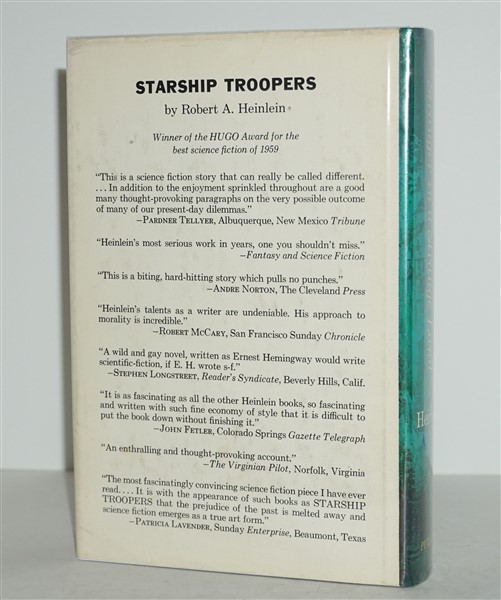 STARSHIP TROOPERS
by Robert A. Heinlein
Winner of the HUGO Award for the
best science fiction of 1959
"This is a science fiction story that can really be called different.
. . . In addition to the enjoyment sprinkled throughout are a good
many thought-provoking paragraphs on the very possible outcome
of many of our present-day dilemmas."
—PARDNER TELLYER, Albuquerque, New Mexico Tribune
"Heinlein's most serious work in years, one you shouldn't miss."
—Fantasy and Science Fiction
"This is a biting, hard-hitting story which pulls no punches."
—ANDRE NORTON, The Cleveland Press
"Heinlein's talents as a writer are undeniable. His approach to
morality is incredible."
—ROBERT MCCARY, San Francisco Sunday Chronicle
"A wild and gay novel, written as Ernest Hemingway would write
scientific-fiction, if E. H. wrote s-f."
—STEPHEN LONGSTREET, Reader's Syndicate, Beverly Hills, Calif.
"It is as fascinating as all the other Heinlein books, so fascinating
and written with such fine economy of style that it is difficult to
put the book down without finishing it."
—JOHN FETLER, Colorado Springs Gazette Telegraph
"An enthralling and thought-provoking account."
—The Virginian Pilot, Norfolk, Virginia
"The most fascinatingly convincing science fiction piece I have ever
read. . . . It is with the appearance of such books as STARSHIP
TROOPERS that the prejudice of the past is melted away and
science fiction emerges as a true art form."
—PATRICIA LAVENDER, Sunday Enterprise, Beaumont, Texas